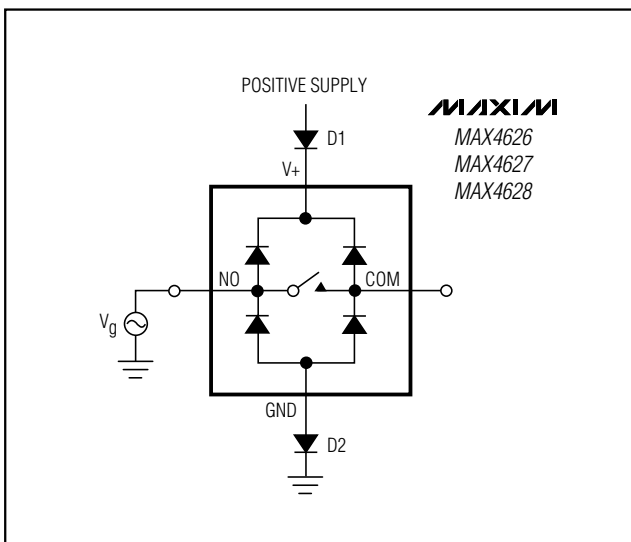 POSITIVE SUPPLY
MAXIM
D1
MAX4626
V+
MAX4627
MAX4628
NO
COM
Vg
GND
D2